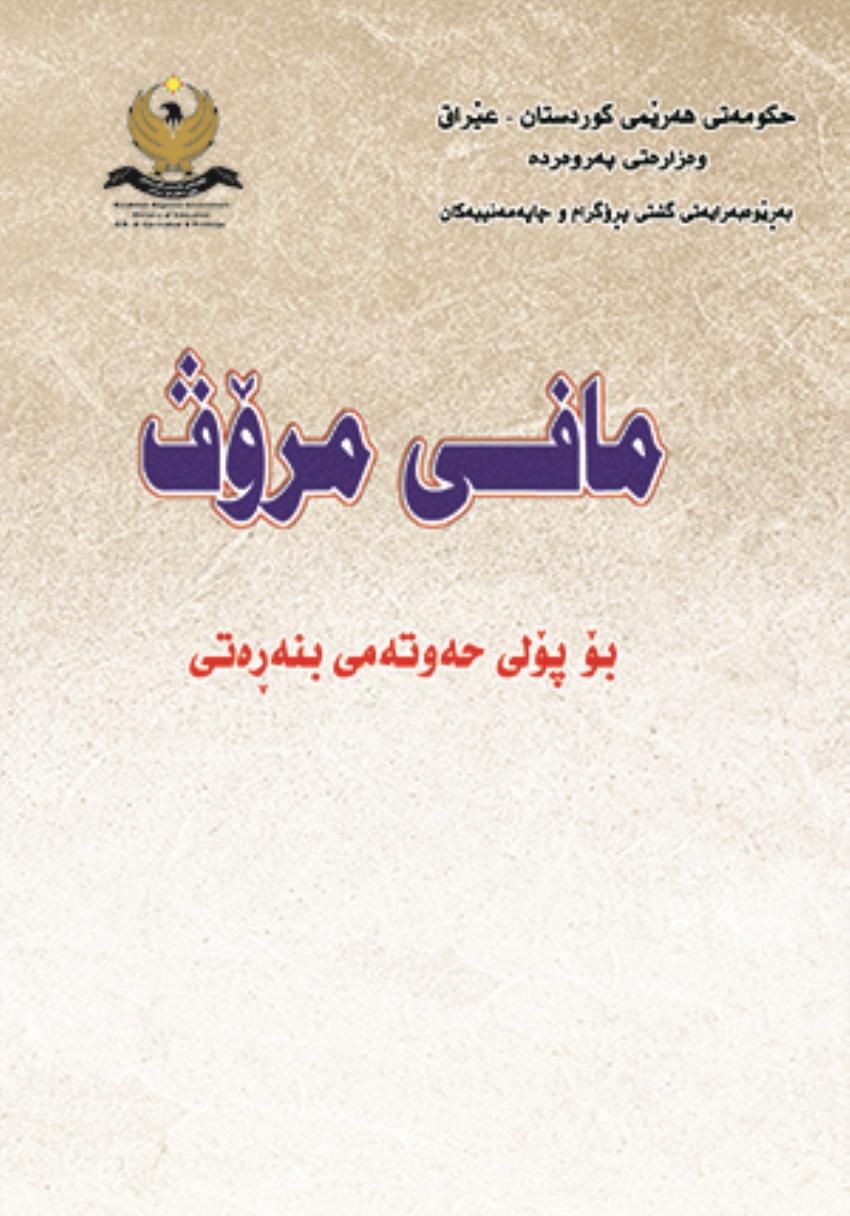 حکومەتی هەرێمی کوردستان - عێراق
وەزارەتی پەروەردە
بەڕێوەبەرایەتی گشتی پرۆگرام و چاپەمەنییەکان
مافی مرۆڤ
بۆ پۆلی حەوتەمی بنەڕەتی